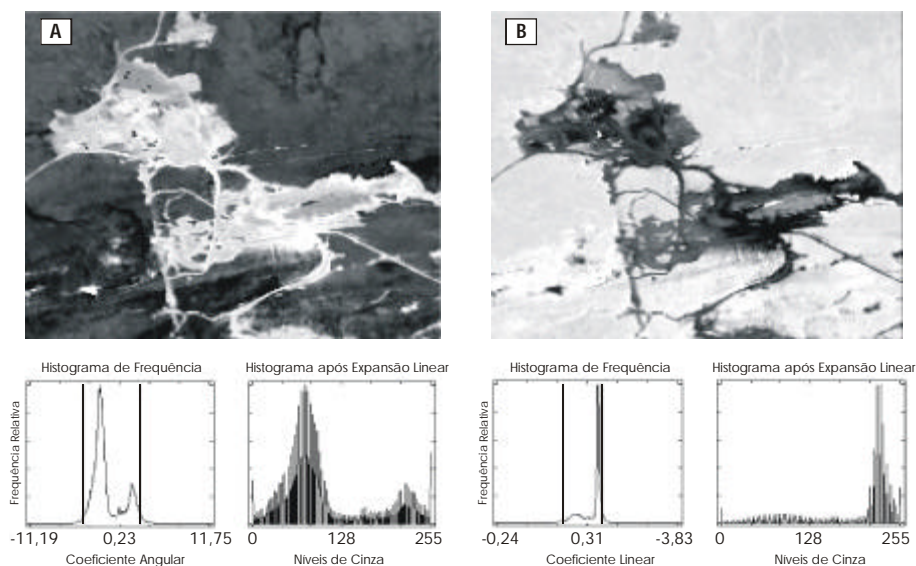 A
B
Histograma de Frequência
Histograma após Expansão Linear
Histograma de Frequência
Histograma após Expansão Linear
Frequência Relativa
Frequência Relativa
-11,19 0,23 11,75
0 128 255
-0,24 0,31 -3,83
0 128 255
Coeficiente Angular
Niveis de Cinza
Coeficiente Linear
Niveis de Cinza